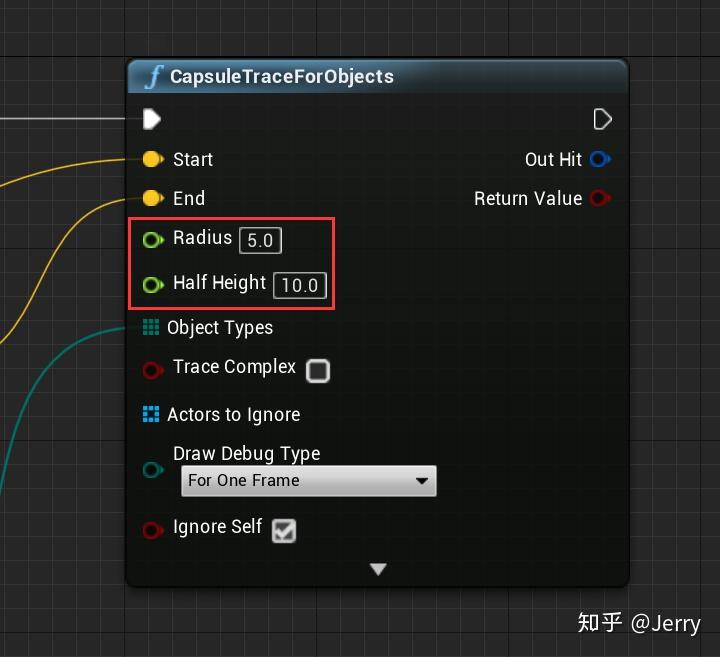 f CapsuleTraceForObjects
Start
Out Hit
End
Return Value
Radius 5.0
Half Height 10.0
Object Types
Trace Complex
Actors to Ignore
Draw Debug Type
For One Frame
Ignore Self
知乎 @Jerry